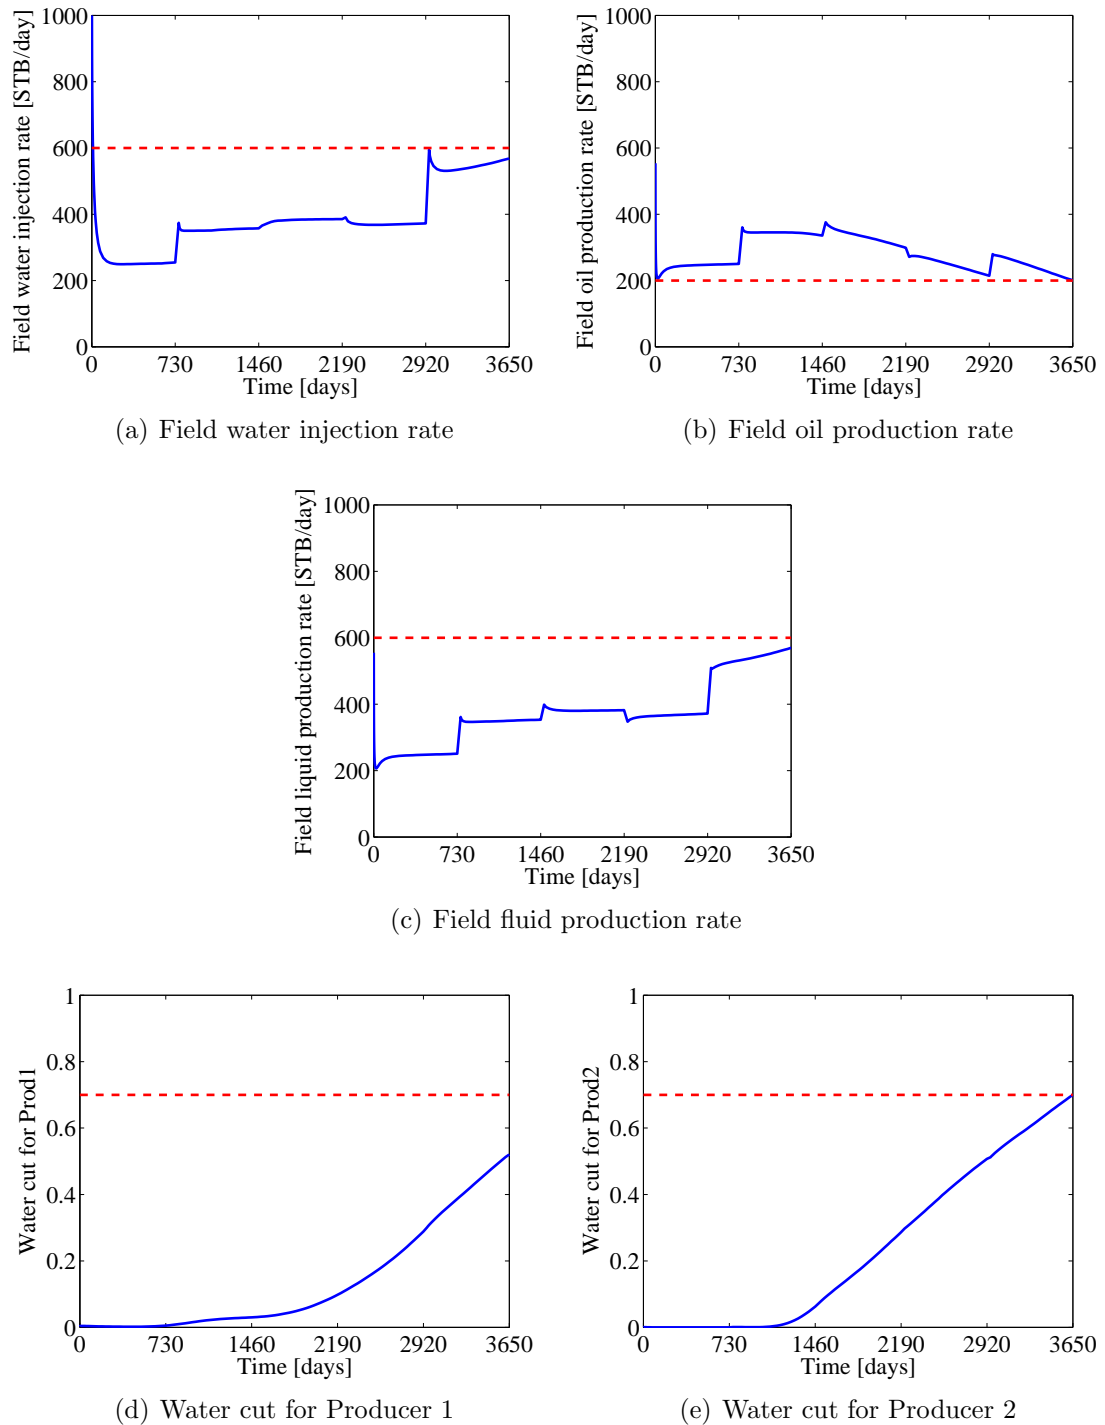 Field water injection rate [STB/day]
1000
800
600
400
200
0
0 730 1460 2190 2920 3650
Time [days]
(a) Field water injection rate
Field oil production rate [STB/day]
1000
800
600
400
200
0
0 730 1460 2190 2920 3650
Time [days]
(b) Field oil production rate
Field liquid production rate [STB/day]
1000
800
600
400
200
0
0 730 1460 2190 2920 3650
Time [days]
(c) Field fluid production rate
Water cut for Prod1
1
0.8
0.6
0.4
0.2
0
0 730 1460 2190 2920 3650
Time [days]
(d) Water cut for Producer 1
Water cut for Prod2
1
0.8
0.6
0.4
0.2
0
0 730 1460 2190 2920 3650
Time [days]
(e) Water cut for Producer 2